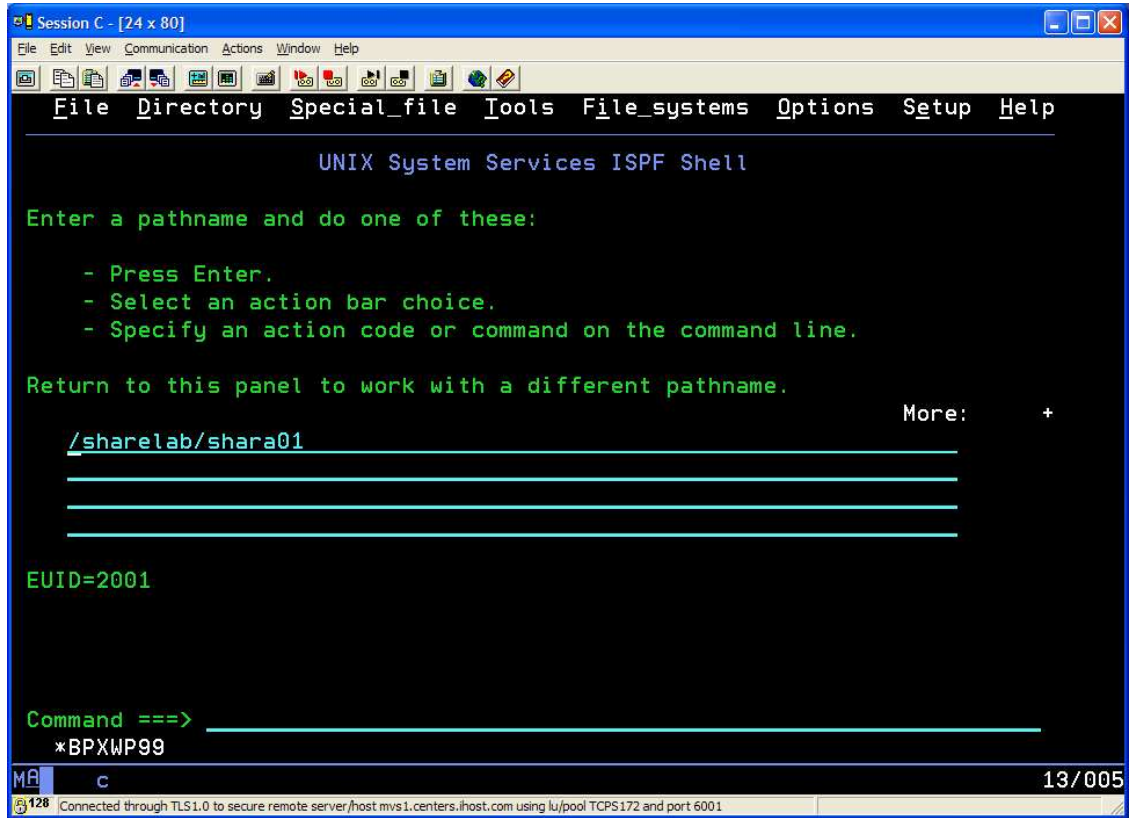 Session C - [24 x 80]
File Edit View Communication Actions Window Help
File Directory Special_file Tools File_systems Options Setup Help
UNIX System Services ISPF Shell
Enter a pathname and do one of these:
- Press Enter.
- Select an action bar choice.
- Specify an action code or command on the command line.
Return to this panel to work with a different pathname.
More: +
/sharelab/shara01
EUID=2001
Command ===>
*BPXWP99
MA c 13/005
128 Connected through TLS1.0 to secure remote server/host mvs1.centers.ihost.com using lu/pool TCPS172 and port 6001